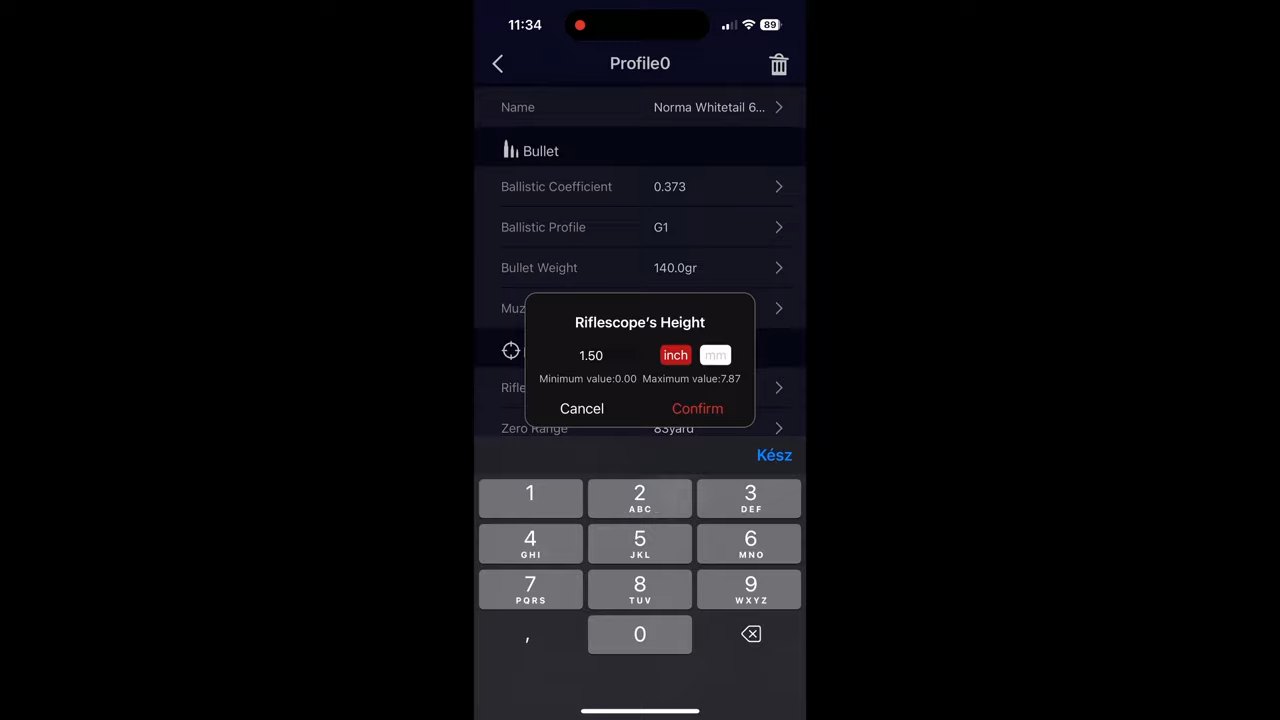 11:34
89
Profile0
Name Norma Whitetail 6...
Bullet
Ballistic Coefficient 0.373
Ballistic Profile G1
Bullet Weight 140.0gr
Muz
Riflescope's Height
1.50 inch mm
Minimum value:0.00 Maximum value:7.87
Rifle
Cancel Confirm
Zero Range 83yard
Kész
1 2 3
ABC DEF
4 5 6
GHI JKL MNO
7 8 9
PQRS TUV WXYZ
, 0